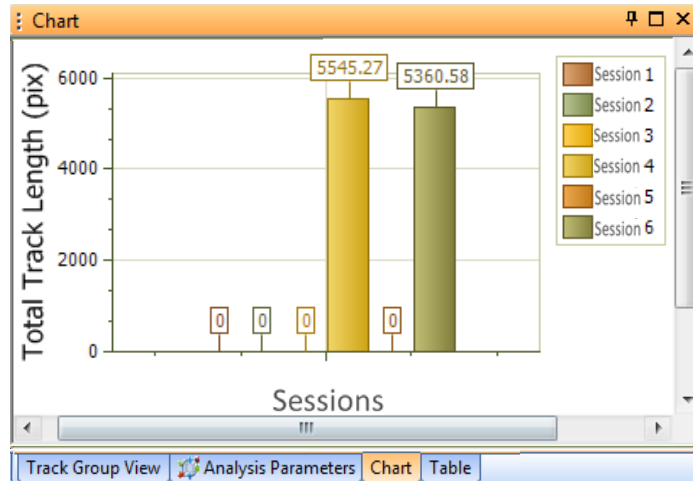 Chart
Total Track Length (pix)
6000
4000
2000
0
0
0
0
5545.27
0
5360.58
Sessions
Session 1
Session 2
Session 3
Session 4
Session 5
Session 6
Track Group View
Analysis Parameters
Chart
Table